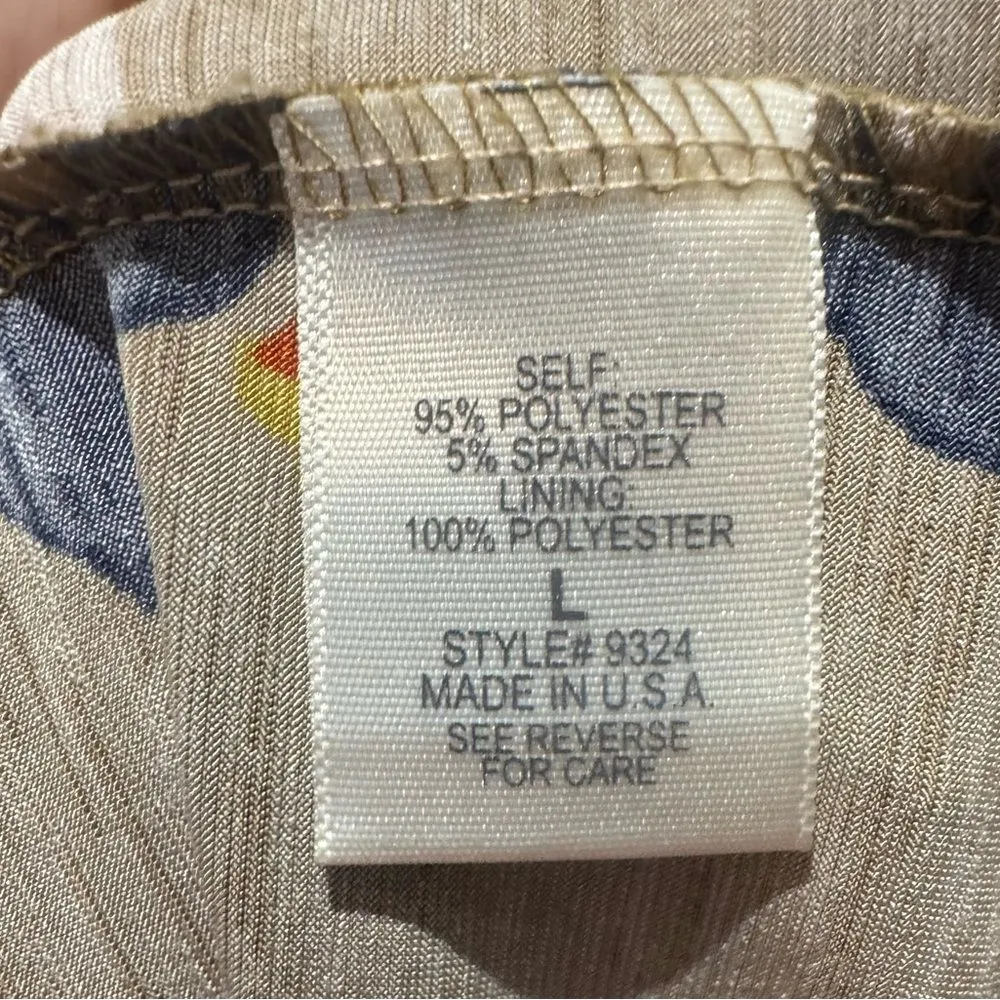 SELF:
95% POLYESTER
5% SPANDEX
LINING:
100% POLYESTER
L
STYLE# 9324
MADE IN U.S.A.
SEE REVERSE
FOR CARE